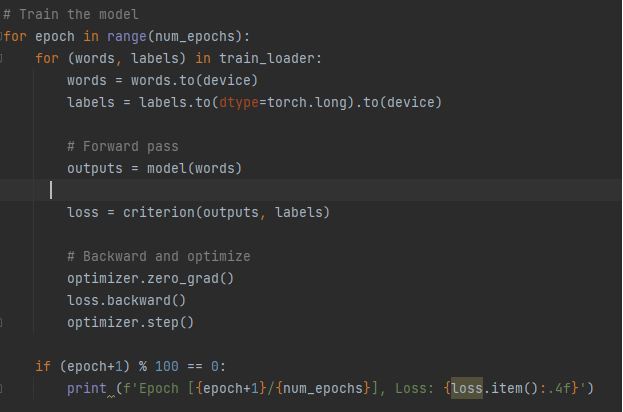 # Train the model
for epoch in range(num_epochs):
    for (words, labels) in train_loader:
        words = words.to(device)
        labels = labels.to(dtype=torch.long).to(device)

        # Forward pass
        outputs = model(words)

        loss = criterion(outputs, labels)

        # Backward and optimize
        optimizer.zero_grad()
        loss.backward()
        optimizer.step()

    if (epoch+1) % 100 == 0:
        print (f'Epoch [{epoch+1}/{num_epochs}], Loss: {loss.item():.4f}')